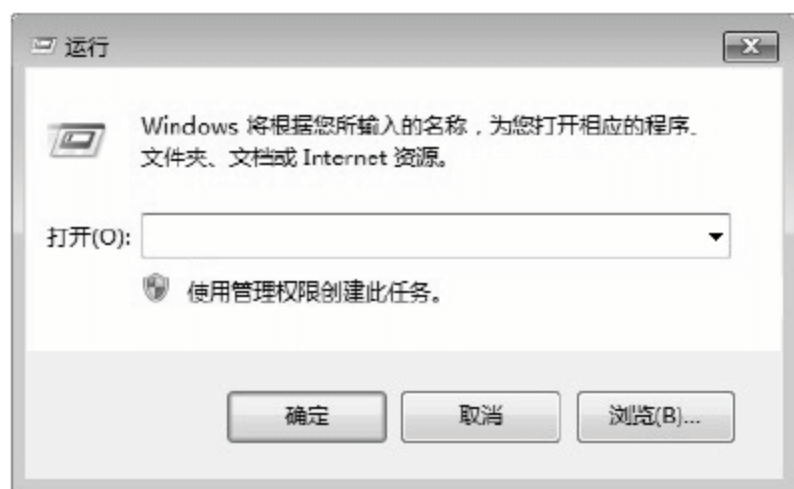 运行
Windows 将根据您所输入的名称，为您打开相应的程序、
文件夹、文档或 Internet 资源。
打开(O):
使用管理权限创建此任务。
确定
取消
浏览(B)...